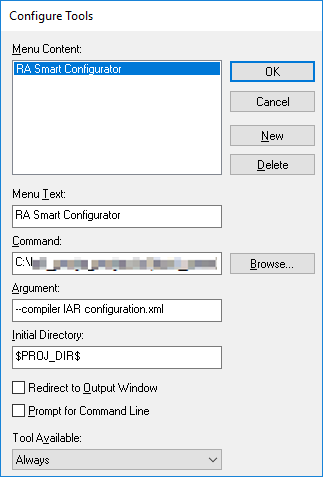 Configure Tools
Menu Content:
RA Smart Configurator
OK
Cancel
New
Delete
Menu Text:
RA Smart Configurator
Command:
C:\
Browse...
Argument:
--compiler IAR configuration.xml
Initial Directory:
$PROJ_DIR$
Redirect to Output Window
Prompt for Command Line
Tool Available:
Always